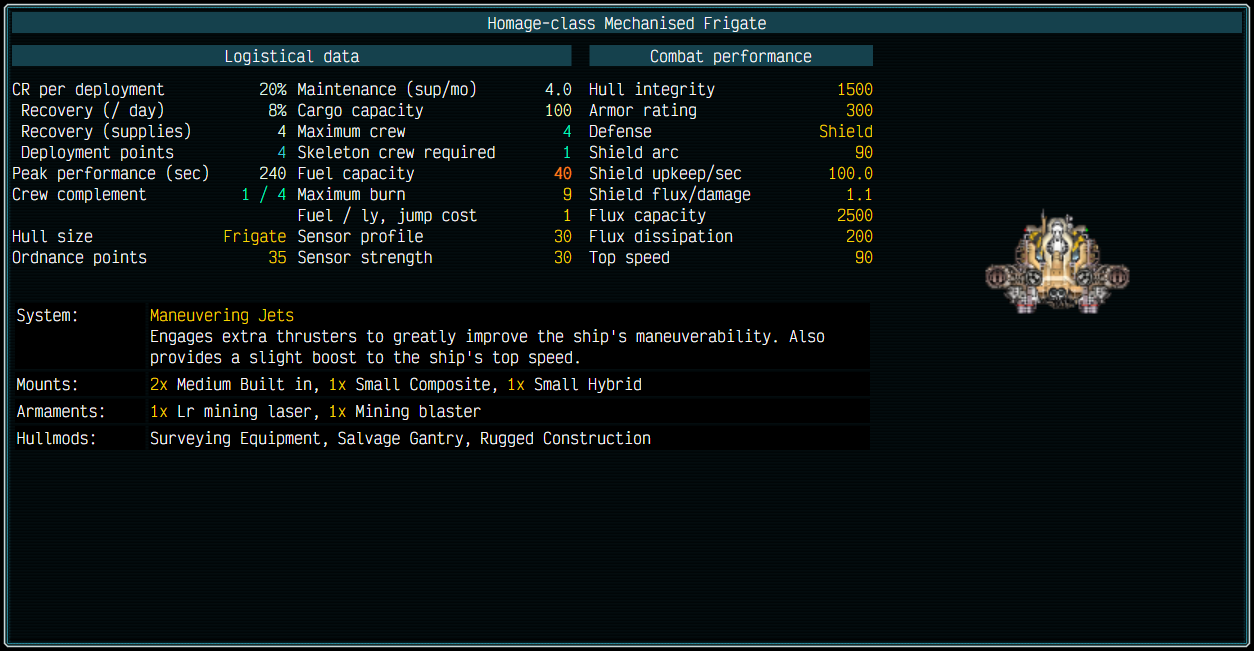 Homage-class Mechanised Frigate
Logistical data
Combat performance
CR per deployment 20% Maintenance (sup/mo) 4.0 Hull integrity 1500
Recovery (/ day) 8% Cargo capacity 100 Armor rating 300
Recovery (supplies) 4 Maximum crew 4 Defense Shield
Deployment points 4 Skeleton crew required 1 Shield arc 90
Peak performance (sec) 240 Fuel capacity 40 Shield upkeep/sec 100.0
Crew complement 1 / 4 Maximum burn 9 Shield flux/damage 1.1
Fuel / ly, jump cost 1 Flux capacity 2500
Hull size Frigate Sensor profile 30 Flux dissipation 200
Ordnance points 35 Sensor strength 30 Top speed 90
System: Maneuvering Jets
Engages extra thrusters to greatly improve the ship's maneuverability. Also
provides a slight boost to the ship's top speed.
Mounts: 2x Medium Built in, 1x Small Composite, 1x Small Hybrid
Armaments: 1x Lr mining laser, 1x Mining blaster
Hullmods: Surveying Equipment, Salvage Gantry, Rugged Construction